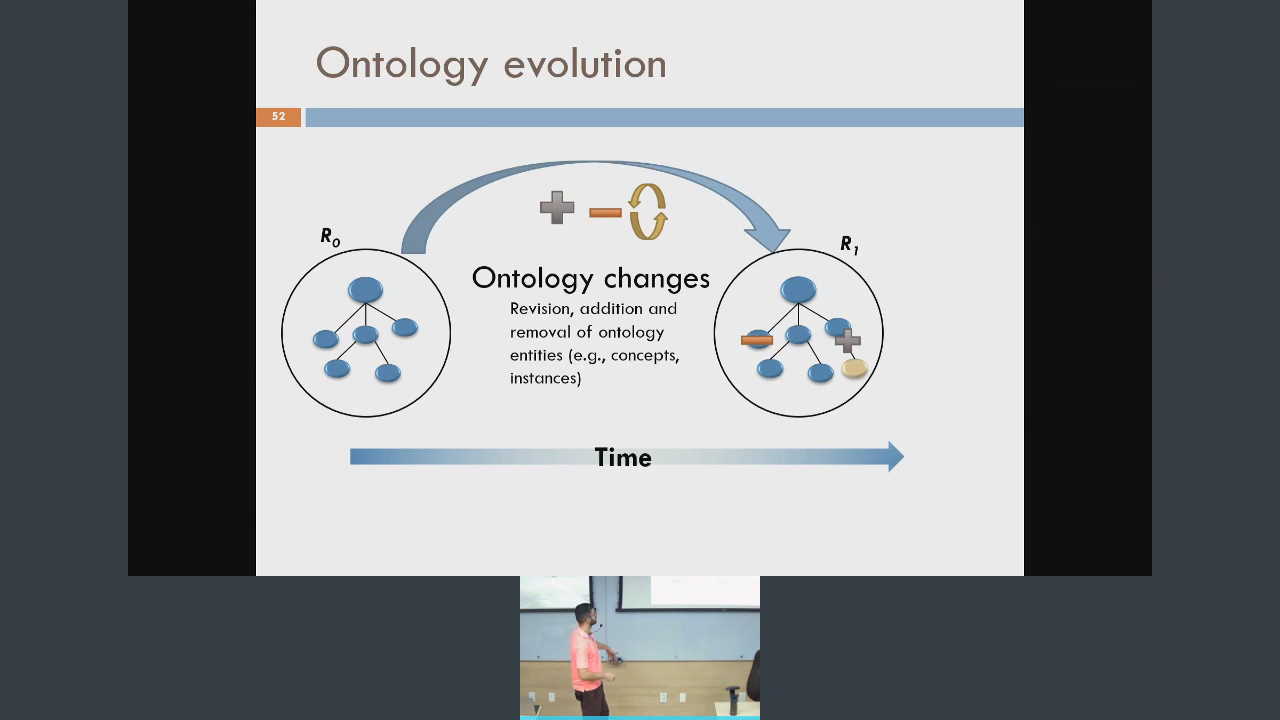 Ontology evolution
52
R0
R1
Ontology changes
Revision, addition and
removal of ontology
entities (e.g., concepts,
instances)
Time